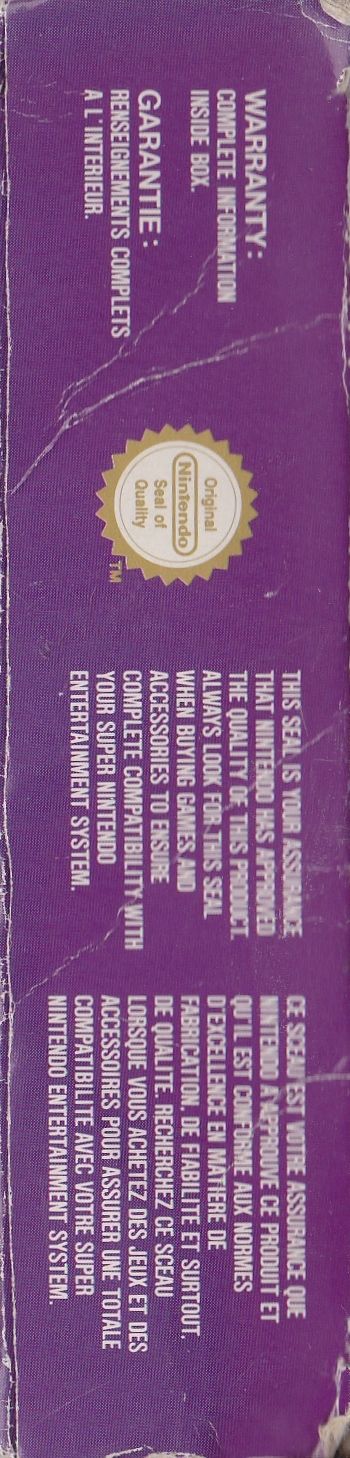 WARRANTY:
COMPLETE INFORMATION
INSIDE BOX.
GARANTIE:
RENSEIGNEMENTS COMPLETS
A L'INTERIEUR.
Original
Nintendo
Seal of
Quality
TM
THIS SEAL IS YOUR ASSURANCE
THAT NINTENDO HAS APPROVED
THE QUALITY OF THIS PRODUCT.
ALWAYS LOOK FOR THIS SEAL
WHEN BUYING GAMES AND
ACCESSORIES TO ENSURE
COMPLETE COMPATIBILITY WITH
YOUR SUPER NINTENDO
ENTERTAINMENT SYSTEM.
CE SCEAU EST VOTRE ASSURANCE QUE
NINTENDO A APPROUVE CE PRODUIT ET
QU'IL EST CONFORME AUX NORMES
D'EXCELLENCE EN MATIERE DE
FABRICATION, DE FIABILITE ET SURTOUT,
DE QUALITE. RECHERCHEZ CE SCEAU
LORSQUE VOUS ACHETEZ DES JEUX ET DES
ACCESSOIRES POUR ASSURER UNE TOTALE
COMPATIBILITE AVEC VOTRE SUPER
NINTENDO ENTERTAINMENT SYSTEM.